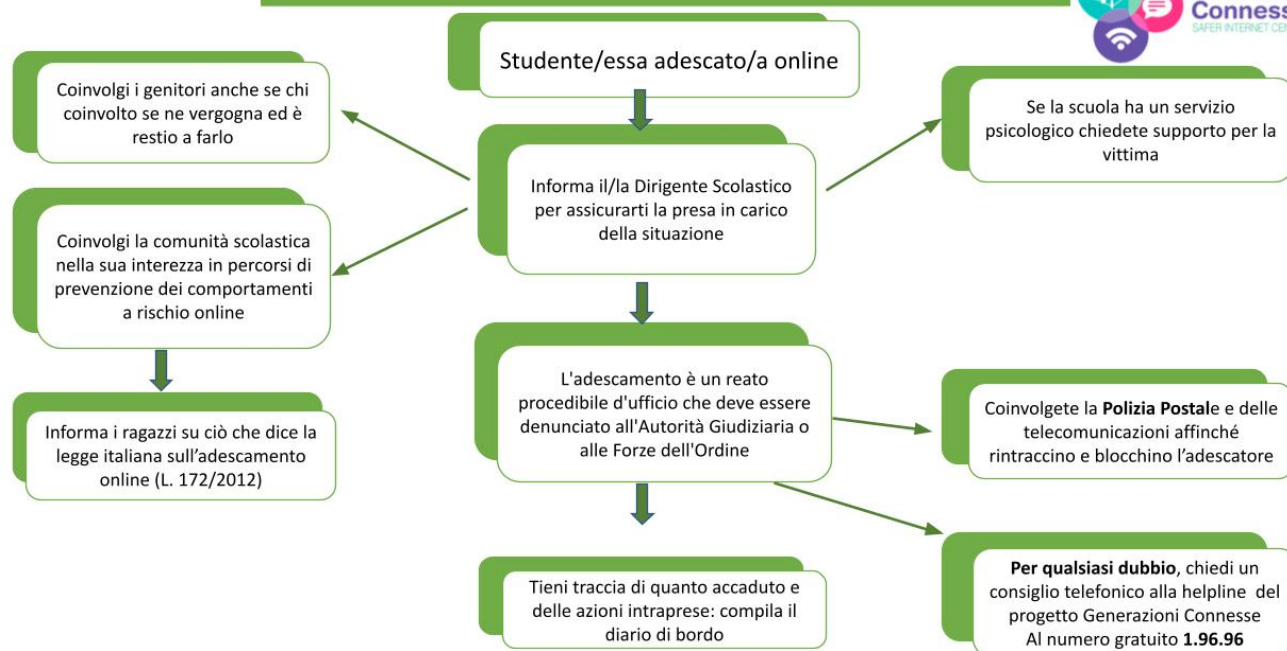 Conness
SAFER INTERNET CEN
Studente/essa adescato/a online
Coinvolgi i genitori anche se chi
coinvolto se ne vergogna ed è
restio a farlo
Se la scuola ha un servizio
psicologico chiedete supporto per la
vittima
Informa il/la Dirigente Scolastico
per assicurarti la presa in carico
della situazione
Coinvolgi la comunità scolastica
nella sua interezza in percorsi di
prevenzione dei comportamenti
a rischio online
L'adescamento è un reato
procedibile d'ufficio che deve essere
denunciato all'Autorità Giudiziaria o
alle Forze dell'Ordine
Coinvolgete la Polizia Postale e delle
telecomunicazioni affinché
rintraccino e blocchino l’adescatore
Informa i ragazzi su ciò che dice la
legge italiana sull’adescamento
online (L. 172/2012)
Tieni traccia di quanto accaduto e
delle azioni intraprese: compila il
diario di bordo
Per qualsiasi dubbio, chiedi un
consiglio telefonico alla helpline del
progetto Generazioni Connesse
Al numero gratuito 1.96.96